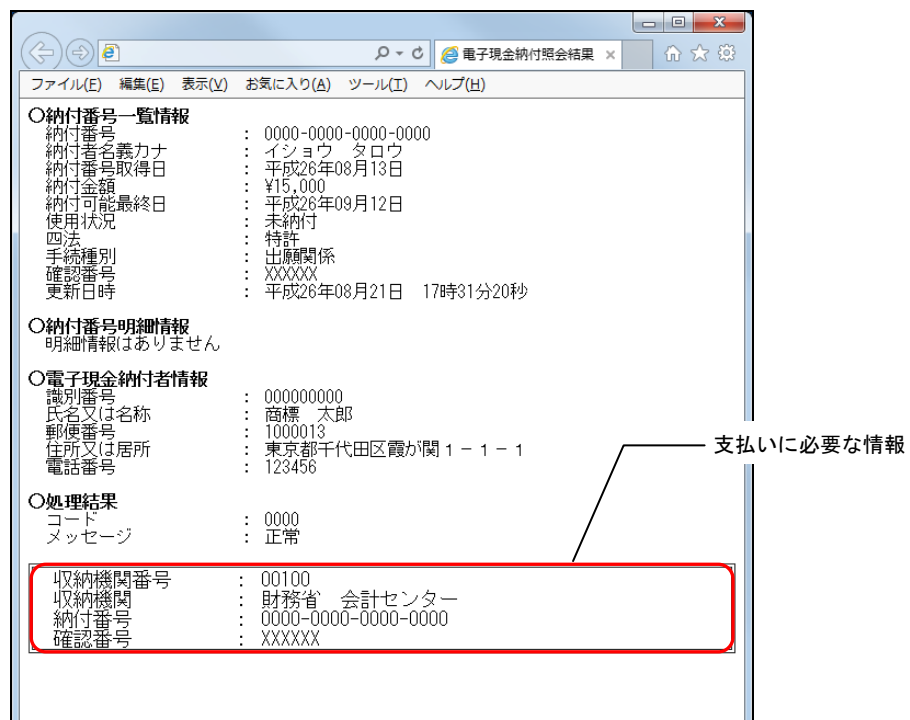 電子現金納付照会結果
ファイル(F) 編集(E) 表示(V) お気に入り(A) ツール(T) ヘルプ(H)
○納付番号一覧情報
納付番号 : 0000-0000-0000-0000
納付者名義カナ : イショウ タロウ
納付番号取得日 : 平成26年08月13日
納付金額 : ¥15,000
納付可能最終日 : 平成26年09月12日
使用状況 : 未納付
四法 : 特許
手続種別 : 出願関係
確認番号 : XXXXXX
更新日時 : 平成26年08月21日 17時31分20秒
○納付番号明細情報
明細情報はありません
○電子現金納付者情報
識別番号 : 000000000
氏名又は名称 : 商標 太郎
郵便番号 : 1000013
住所又は居所 : 東京都千代田区霞が関1-1-1
電話番号 : 123456
支払いに必要な情報
○処理結果
コード : 0000
メッセージ : 正常
収納機関番号 : 00100
収納機関 : 財務省 会計センター
納付番号 : 0000-0000-0000-0000
確認番号 : XXXXXX